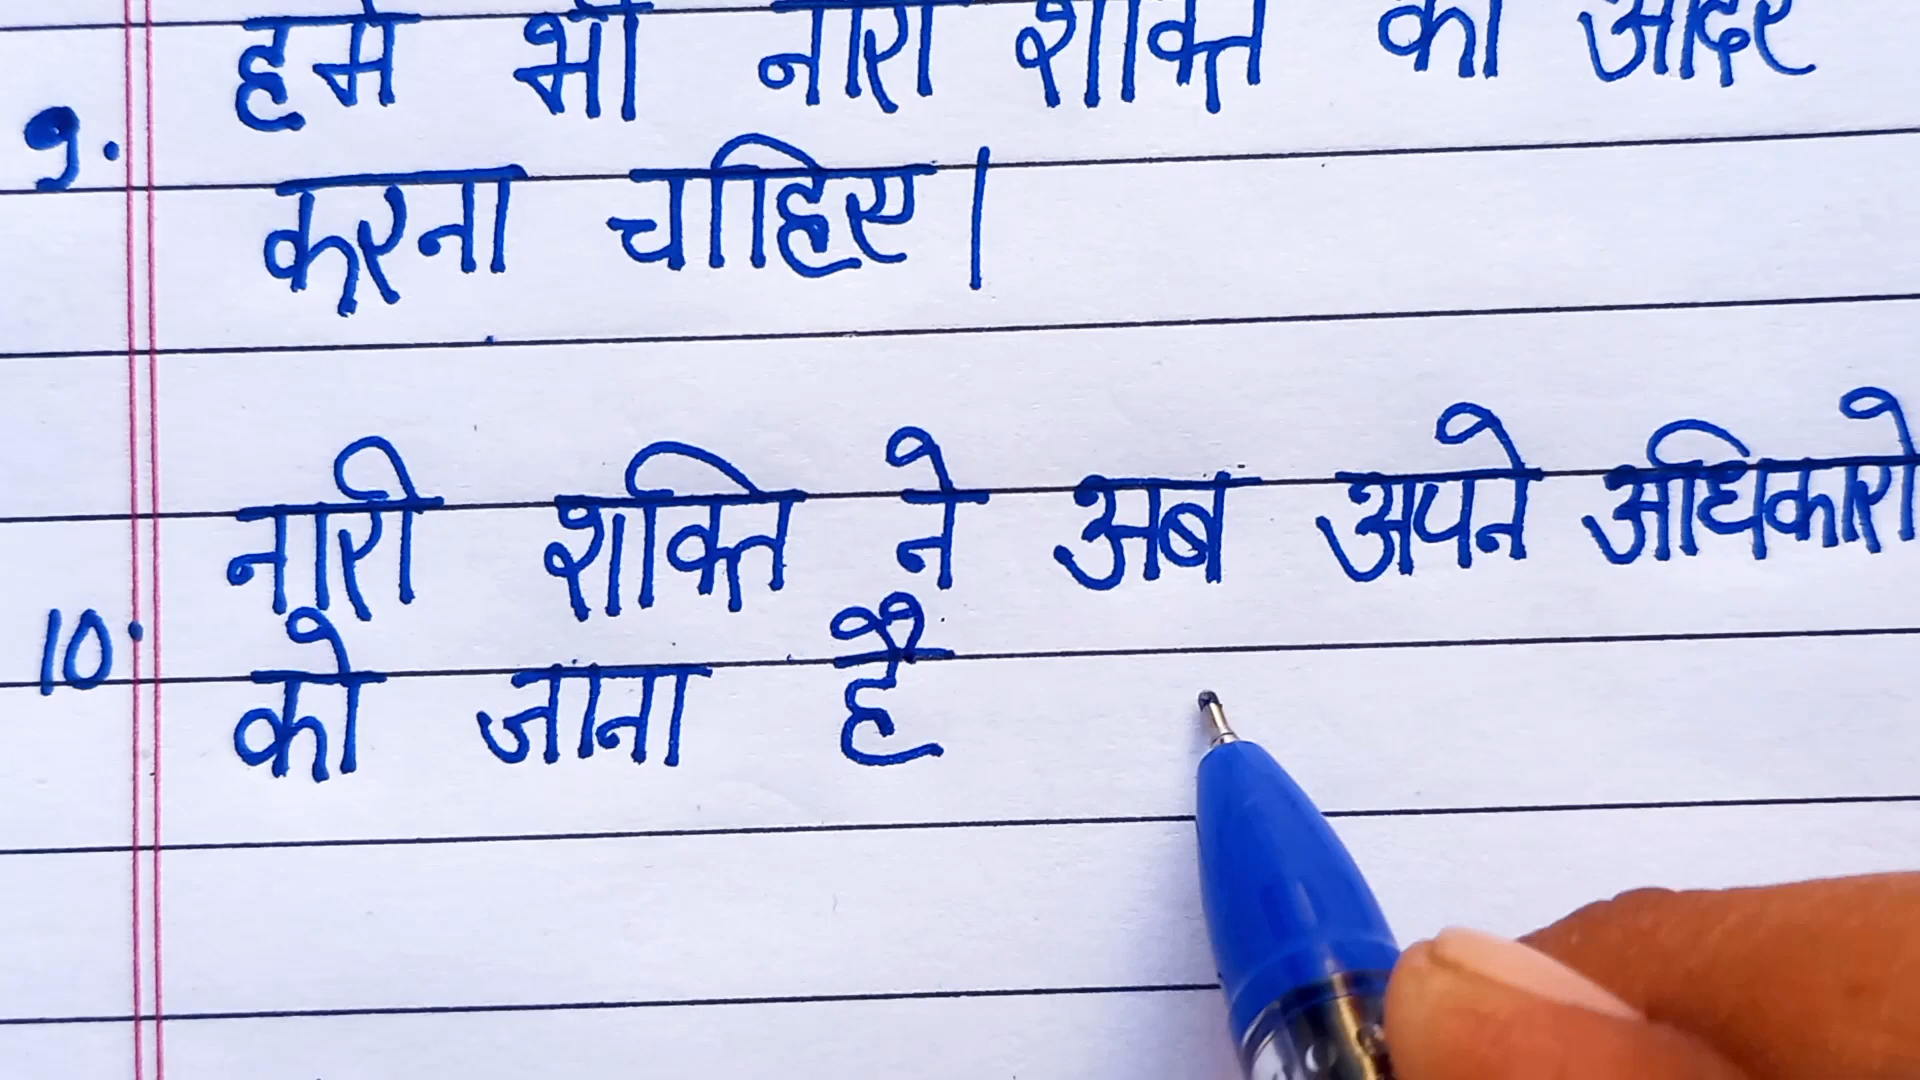 हमे भी नारी शक्ति का आदर
9. करना चाहिए।
नारी शक्ति ने अब अपने अधिकारो
10. को जाना है